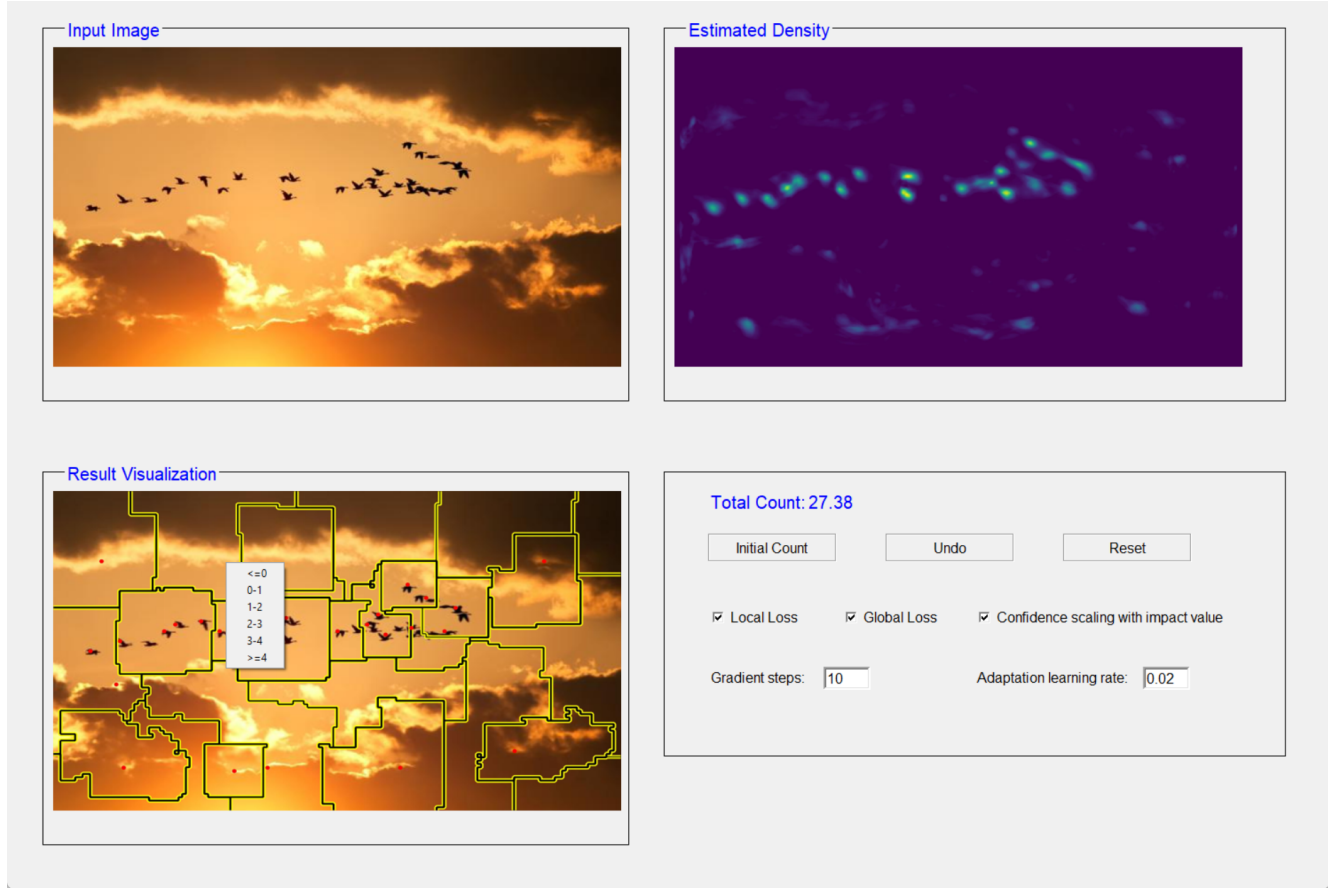 Input Image
Estimated Density
Result Visualization
<=0
0-1
1-2
2-3
3-4
>=4
Total Count: 27.38
Initial Count
Undo
Reset
Local Loss
Global Loss
Confidence scaling with impact value
Gradient steps:
10
Adaptation learning rate:
0.02